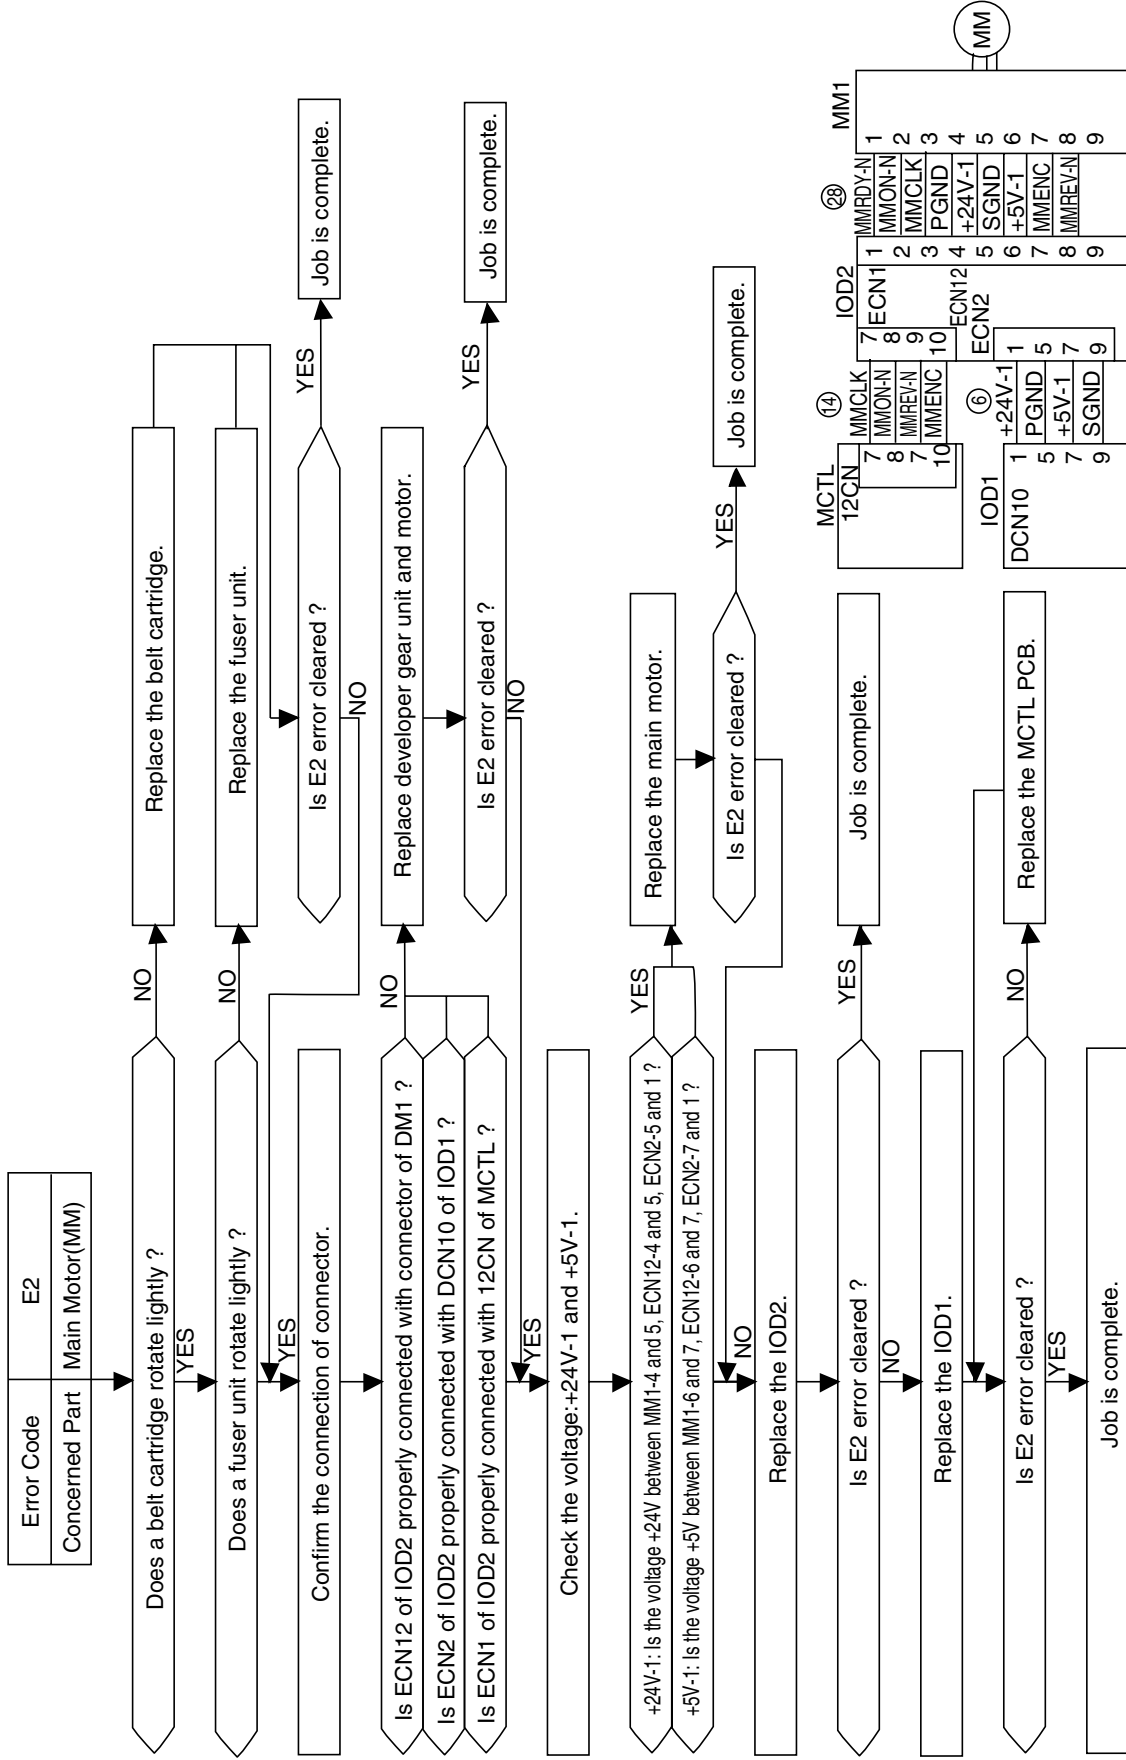 Error Code E2
Concerned Part Main Motor(MM)
Does a belt cartridge rotate lightly ?
NO
Replace the belt cartridge.
YES
Does a fuser unit rotate lightly ?
NO
Replace the fuser unit.
YES
Is E2 error cleared ?
YES
Job is complete.
NO
Confirm the connection of connector.
Is ECN12 of IOD2 properly connected with connector of DM1 ?
Is ECN2 of IOD2 properly connected with DCN10 of IOD1 ?
Is ECN1 of IOD2 properly connected with 12CN of MCTL ?
NO
Replace developer gear unit and motor.
YES
Is E2 error cleared ?
YES
Job is complete.
NO
Check the voltage:+24V-1 and +5V-1.
+24V-1: Is the voltage +24V between MM1-4 and 5, ECN12-4 and 5, ECN2-5 and 1 ?
+5V-1: Is the voltage +5V between MM1-6 and 7, ECN12-6 and 7, ECN2-7 and 1 ?
YES
Replace the main motor.
NO
Is E2 error cleared ?
YES
Job is complete.
Replace the IOD2.
Is E2 error cleared ?
YES
Job is complete.
NO
Replace the IOD1.
Is E2 error cleared ?
NO
Replace the MCTL PCB.
YES
Job is complete.
MCTL
12CN
7
8
7
10
14
MMCLK
MMON-N
MMREV-N
MMENC
IOD2
7
8
9
10
ECN1
ECN12
ECN2
IOD1
DCN10
1
5
7
9
6
+24V-1
PGND
+5V-1
SGND
1
5
7
9
1
2
3
4
5
6
7
8
9
28
MMRDY-N
MMON-N
MMCLK
PGND
+24V-1
SGND
+5V-1
MMENC
MMREV-N
MM1
1
2
3
4
5
6
7
8
9
MM